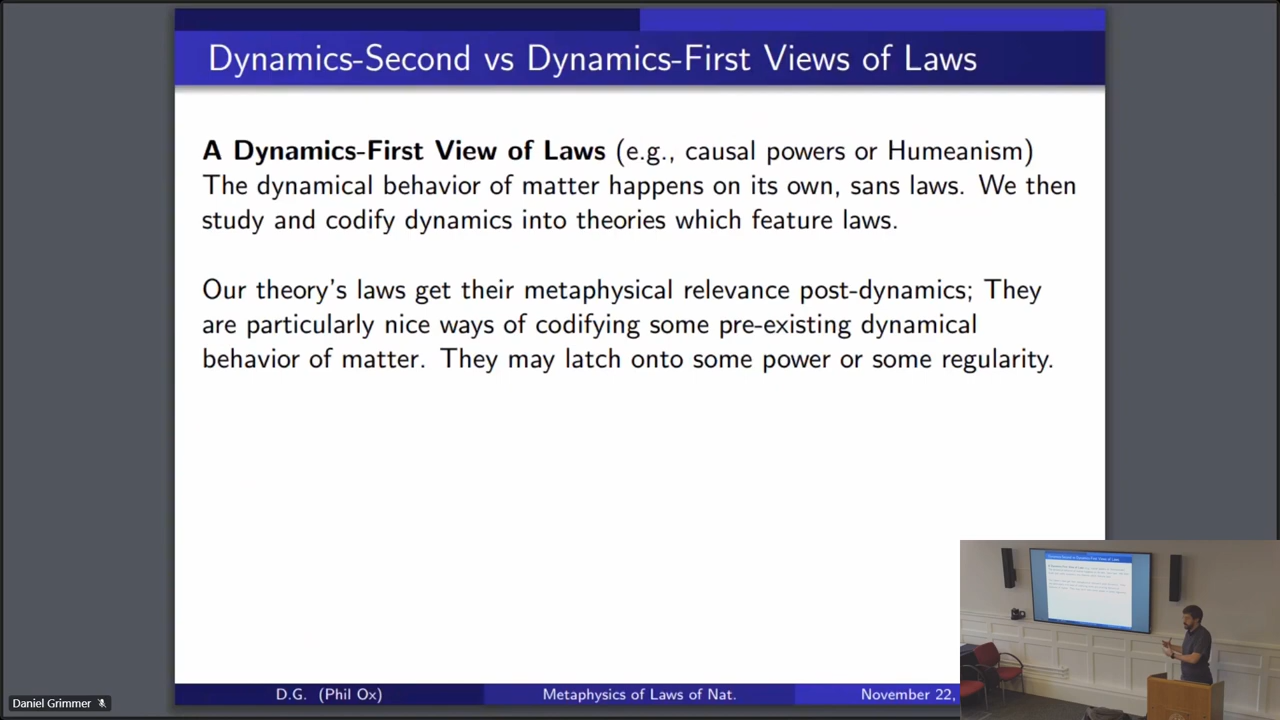 Dynamics-Second vs Dynamics-First Views of Laws
A Dynamics-First View of Laws (e.g., causal powers or Humeanism)
The dynamical behavior of matter happens on its own, sans laws. We then
study and codify dynamics into theories which feature laws.
Our theory's laws get their metaphysical relevance post-dynamics; They
are particularly nice ways of codifying some pre-existing dynamical
behavior of matter. They may latch onto some power or some regularity.
D.G. (Phil Ox)
Metaphysics of Laws of Nat.
November 22,
Daniel Grimmer